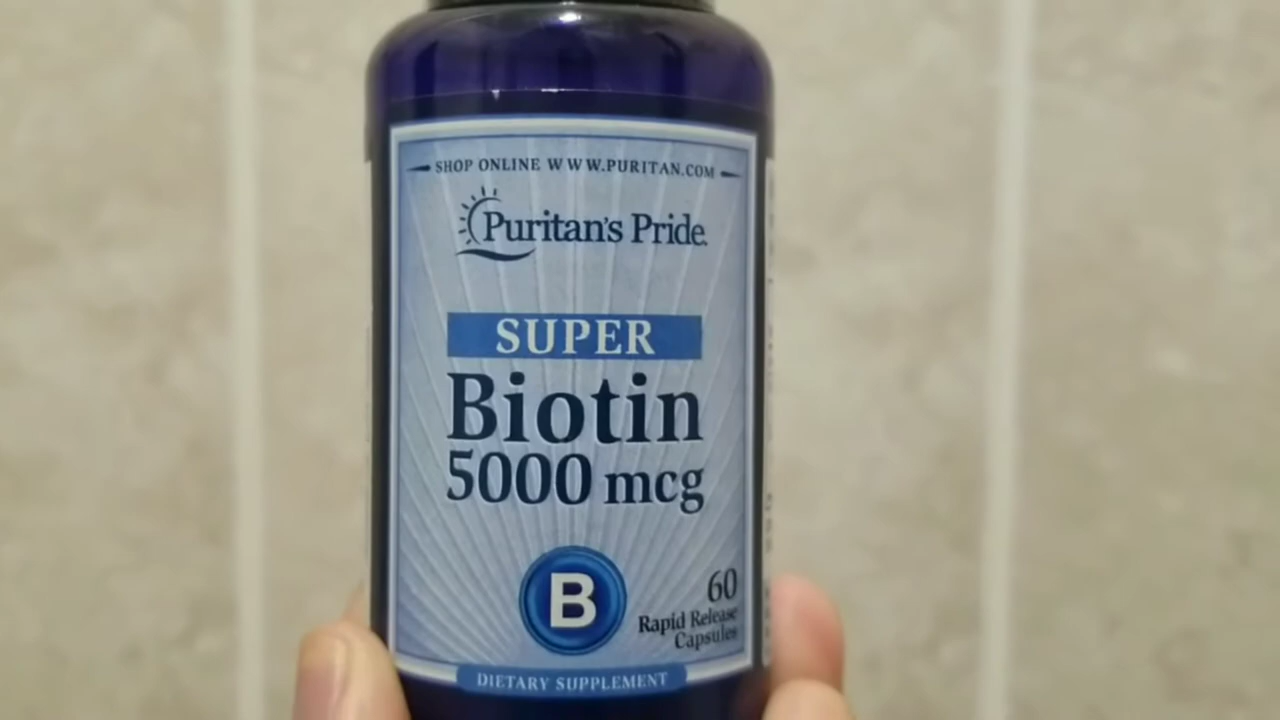 SHOP ONLINE WWW.PURITAN.COM
Puritan's Pride.
SUPER
Biotin
5000 mcg
B
60
Rapid Release
Capsules
DIETARY SUPPLEMENT